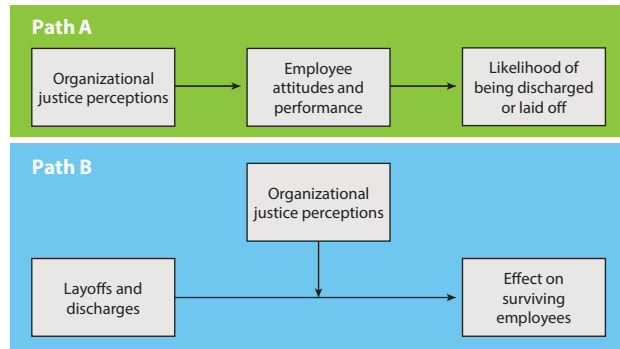 Path A
Organizational
justice perceptions
Employee
attitudes and
performance
Likelihood of
being discharged
or laid off
Path B
Organizational
justice perceptions
Layoffs and
discharges
Effect on
surviving
employees